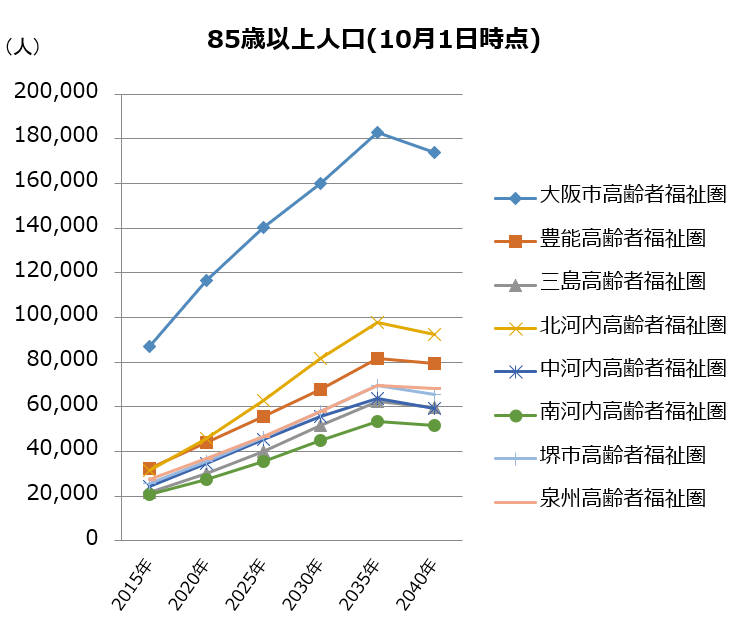 85歳以上人口(10月1日時点)
（人）
200,000
180,000
160,000
140,000
120,000
100,000
80,000
60,000
40,000
20,000
0
2015年
2020年
2025年
2030年
2035年
2040年
大阪市高齢者福祉圏
豊能高齢者福祉圏
三島高齢者福祉圏
北河内高齢者福祉圏
中河内高齢者福祉圏
南河内高齢者福祉圏
堺市高齢者福祉圏
泉州高齢者福祉圏